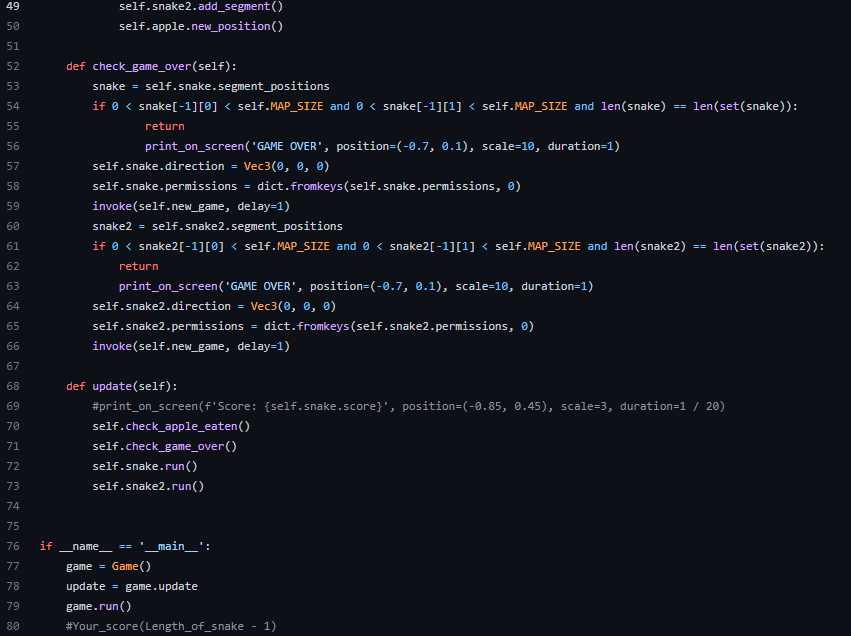 49            self.snake2.add_segment()
50            self.apple.new_position()
51
52    def check_game_over(self):
53        snake = self.snake.segment_positions
54        if 0 < snake[-1][0] < self.MAP_SIZE and 0 < snake[-1][1] < self.MAP_SIZE and len(snake) == len(set(snake)):
55                return
56                print_on_screen('GAME OVER', position=(-0.7, 0.1), scale=10, duration=1)
57        self.snake.direction = Vec3(0, 0, 0)
58        self.snake.permissions = dict.fromkeys(self.snake.permissions, 0)
59        invoke(self.new_game, delay=1)
60        snake2 = self.snake2.segment_positions
61        if 0 < snake2[-1][0] < self.MAP_SIZE and 0 < snake2[-1][1] < self.MAP_SIZE and len(snake2) == len(set(snake2)):
62            return
63            print_on_screen('GAME OVER', position=(-0.7, 0.1), scale=10, duration=1)
64        self.snake2.direction = Vec3(0, 0, 0)
65        self.snake2.permissions = dict.fromkeys(self.snake2.permissions, 0)
66        invoke(self.new_game, delay=1)
67
68    def update(self):
69        #print_on_screen(f'Score: {self.snake.score}', position=(-0.85, 0.45), scale=3, duration=1 / 20)
70        self.check_apple_eaten()
71        self.check_game_over()
72        self.snake.run()
73        self.snake2.run()
74
75
76 if __name__ == '__main__':
77    game = Game()
78    update = game.update
79    game.run()
80    #Your_score(Length_of_snake - 1)